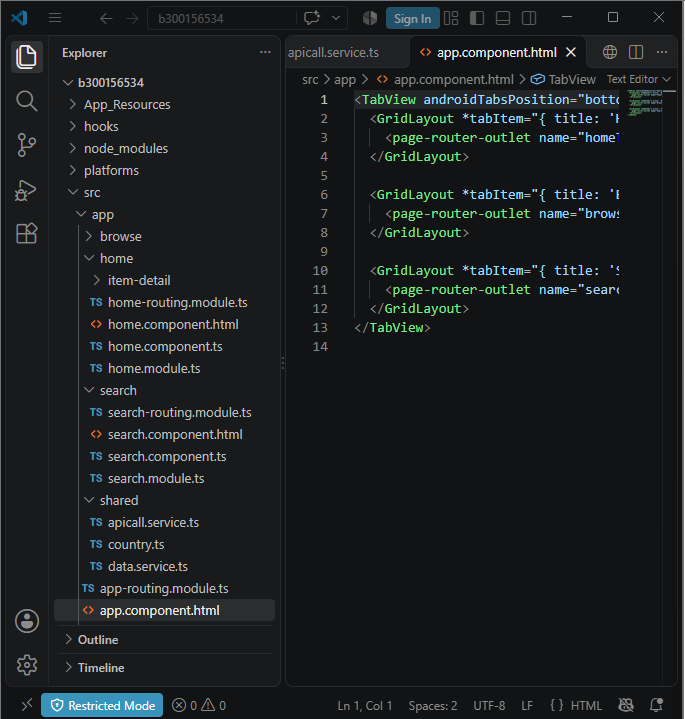 b300156534
Sign In
Explorer
apicall.service.ts
app.component.html
b300156534
src
app
app.component.html
TabView
Text Editor
App_Resources
hooks
node_modules
platforms
src
app
browse
home
item-detail
TS home-routing.module.ts
home.component.html
TS home.component.ts
TS home.module.ts
search
TS search-routing.module.ts
search.component.html
TS search.component.ts
TS search.module.ts
shared
TS apicall.service.ts
TS country.ts
TS data.service.ts
TS app-routing.module.ts
app.component.html
Outline
Timeline
1 <TabView androidTabsPosition="botto
2 <GridLayout *tabItem="{ title: 'H
3 <page-router-outlet name="homeT
4 </GridLayout>
5
6 <GridLayout *tabItem="{ title: 'B
7 <page-router-outlet name="brows
8 </GridLayout>
9
10 <GridLayout *tabItem="{ title: 'S
11 <page-router-outlet name="searc
12 </GridLayout>
13 </TabView>
14
Restricted Mode
0
0
Ln 1, Col 1
Spaces: 2
UTF-8
LF
{ } HTML